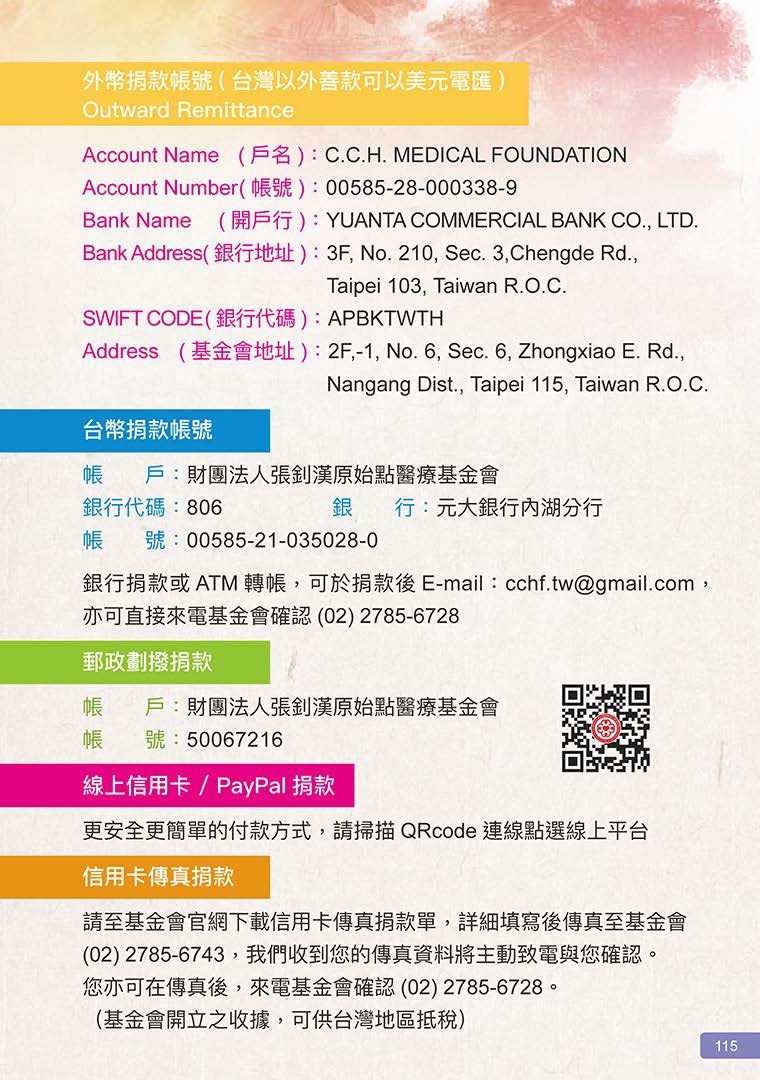 外幣捐款帳號 ( 台灣以外善款可以美元電匯 )
Outward Remittance
Account Name ( 戶名 )：C.C.H. MEDICAL FOUNDATION
Account Number( 帳號 )：00585-28-000338-9
Bank Name ( 開戶行 )：YUANTA COMMERCIAL BANK CO., LTD.
Bank Address( 銀行地址 )：3F, No. 210, Sec. 3,Chengde Rd.,
Taipei 103, Taiwan R.O.C.
SWIFT CODE( 銀行代碼 )：APBKTWTH
Address ( 基金會地址 )：2F,-1, No. 6, Sec. 6, Zhongxiao E. Rd.,
Nangang Dist., Taipei 115, Taiwan R.O.C.
台幣捐款帳號
帳　　戶：財團法人張釗漢原始點醫療基金會
銀行代碼：806　銀　　行：元大銀行內湖分行
帳　　號：00585-21-035028-0
銀行捐款或 ATM 轉帳，可於捐款後 E-mail：cchf.tw@gmail.com，
亦可直接來電基金會確認 (02) 2785-6728
郵政劃撥捐款
帳　　戶：財團法人張釗漢原始點醫療基金會
帳　　號：50067216
線上信用卡 / PayPal 捐款
更安全更簡單的付款方式，請掃描 QRcode 連線點選線上平台
信用卡傳真捐款
請至基金會官網下載信用卡傳真捐款單，詳細填寫後傳真至基金會
(02) 2785-6743，我們收到您的傳真資料將主動致電與您確認。
您亦可在傳真後，來電基金會確認 (02) 2785-6728。
（基金會開立之收據，可供台灣地區抵稅）
115